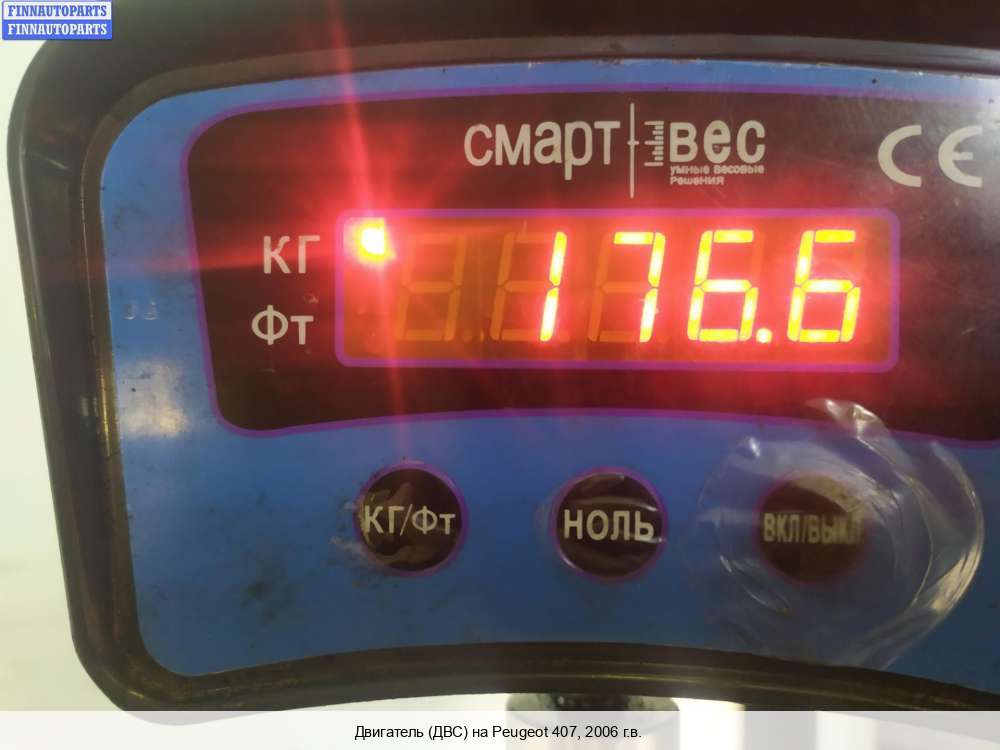 FINNAUTOPARTS
FINNAUTOPARTS
смарт вес
умные весовые
решения
CE
КГ
Фт
176.6
КГ/Фт
НОЛЬ
ВКЛ/ВЫКЛ
Двигатель (ДВС) на Peugeot 407, 2006 г.в.